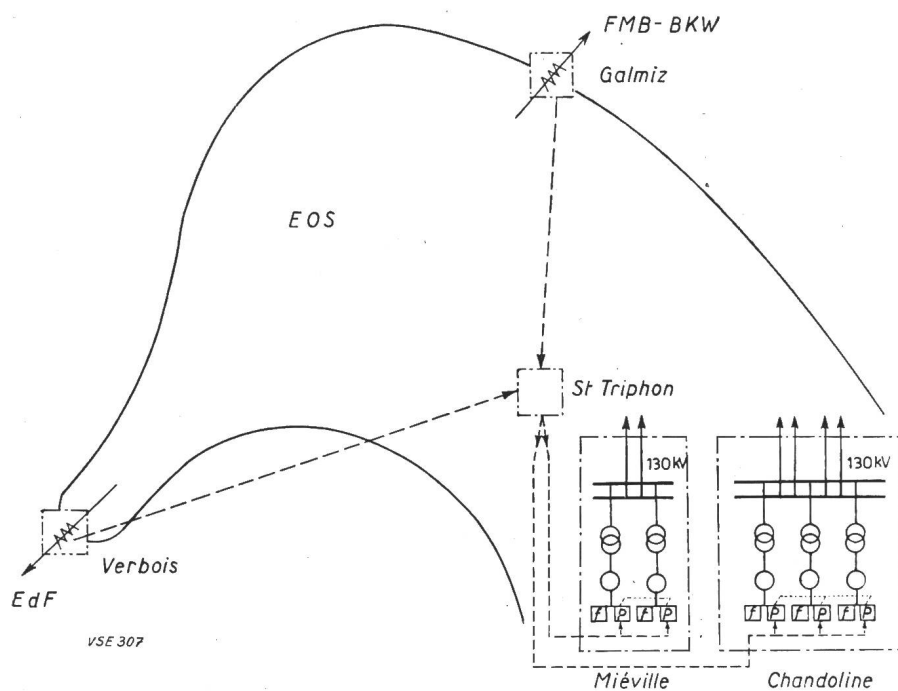 FMB-BKW
Galmiz
EOS
St Triphon
130kV
130kV
Verbois
EdF
f p f p
f p f p f p
VSE 307
Miéville
Chandoline